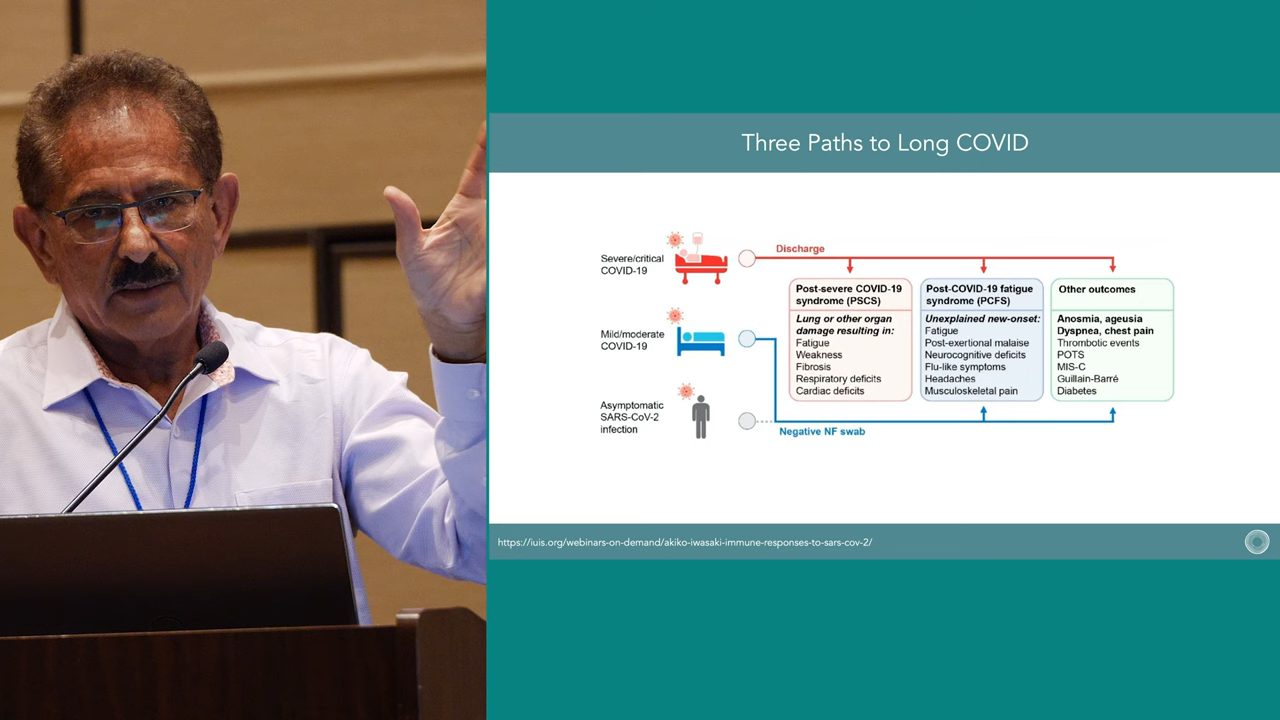 Three Paths to Long COVID
Severe/critical
COVID-19
Discharge
Mild/moderate
COVID-19
Asymptomatic
SARS-CoV-2
infection
Negative NF swab
Post-severe COVID-19
syndrome (PSCS)
Lung or other organ
damage resulting in:
Fatigue
Weakness
Fibrosis
Respiratory deficits
Cardiac deficits
Post-COVID-19 fatigue
syndrome (PCFS)
Unexplained new-onset:
Fatigue
Post-exertional malaise
Neurocognitive deficits
Flu-like symptoms
Headaches
Musculoskeletal pain
Other outcomes
Anosmia, ageusia
Dyspnea, chest pain
Thrombotic events
POTS
MIS-C
Guillain-Barré
Diabetes
https://iuis.org/webinars-on-demand/akiko-iwasaki-immune-responses-to-sars-cov-2/